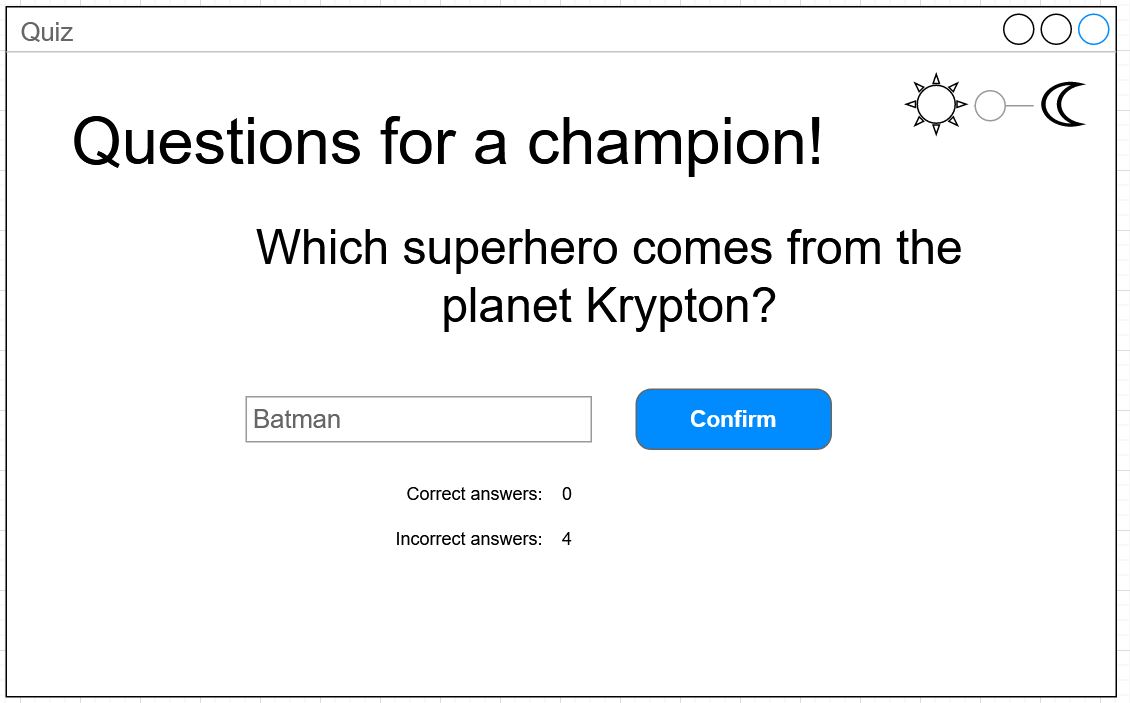 Quiz
Questions for a champion!
Which superhero comes from the
planet Krypton?
Batman
Confirm
Correct answers: 0
Incorrect answers: 4